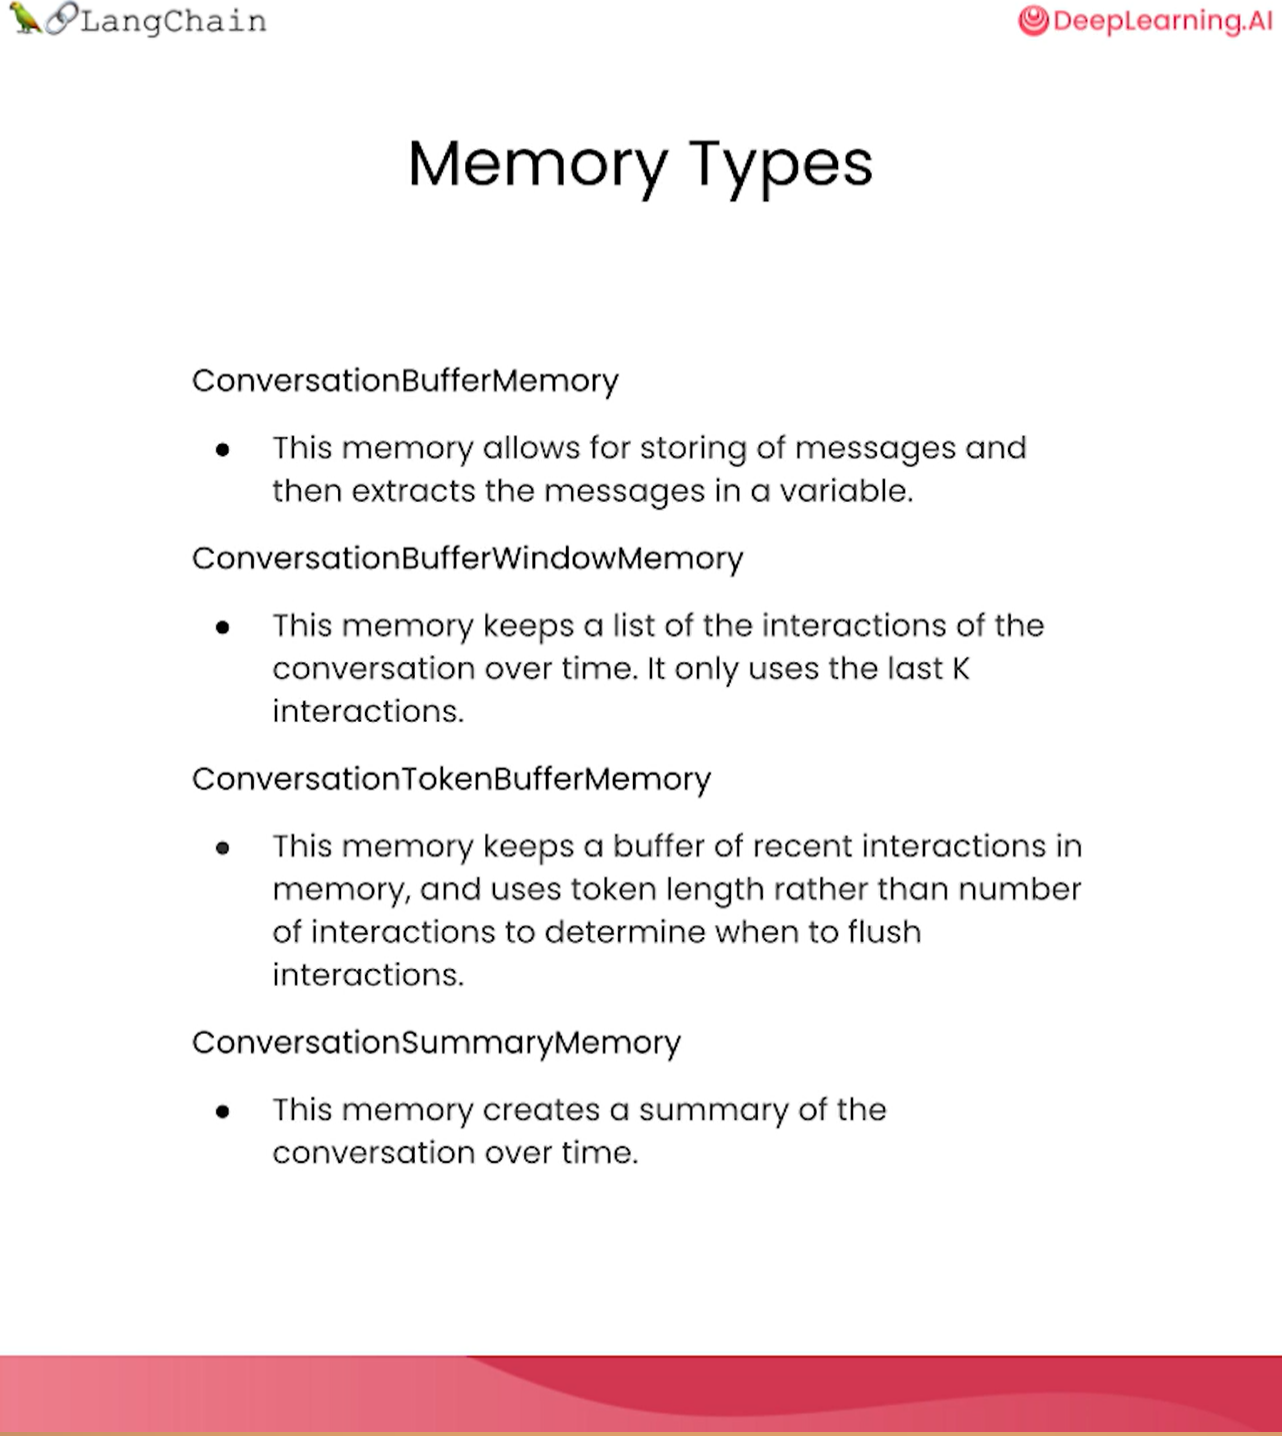 LangChain
DeepLearning.AI
Memory Types
ConversationBufferMemory
● This memory allows for storing of messages and
then extracts the messages in a variable.
ConversationBufferWindowMemory
● This memory keeps a list of the interactions of the
conversation over time. It only uses the last K
interactions.
ConversationTokenBufferMemory
● This memory keeps a buffer of recent interactions in
memory, and uses token length rather than number
of interactions to determine when to flush
interactions.
ConversationSummaryMemory
● This memory creates a summary of the
conversation over time.